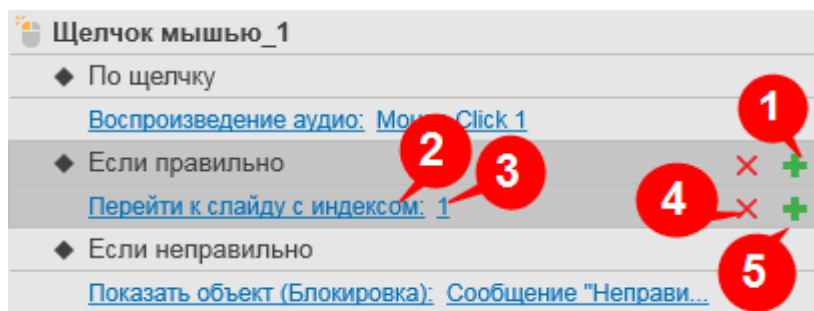 Щелчок мышью_1
По щелчку
1
Воспроизведение аудио: Click 1
Если правильно
2
3
Перейти к слайду с индексом: 1
4
Если неправильно
5
Показать объект (Блокировка): Сообщение "Неправи...